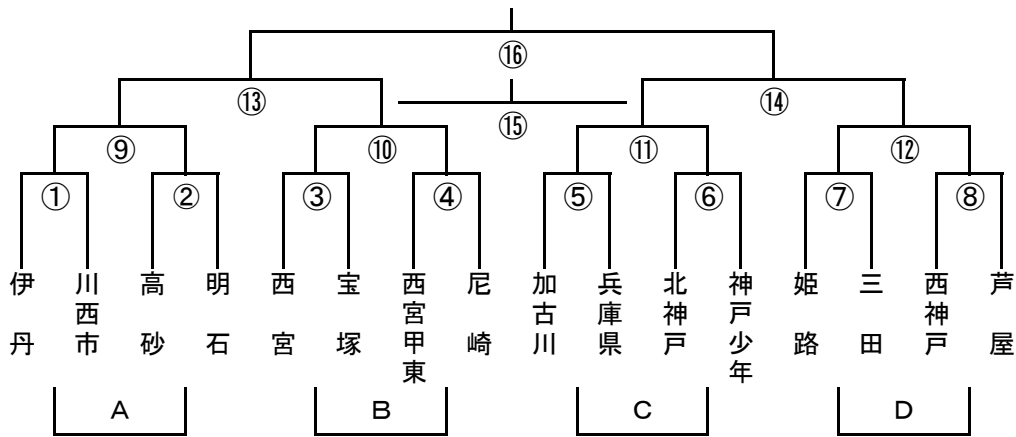 ⑯
⑬ ⑮ ⑭
⑨ ⑩ ⑪ ⑫
① ② ③ ④ ⑤ ⑥ ⑦ ⑧
伊丹
川西市
高砂
明石
西宮
宝塚
西宮甲東
尼崎
加古川
兵庫県
北神戸
神戸少年
姫路
三田
西神戸
芦屋
A B C D